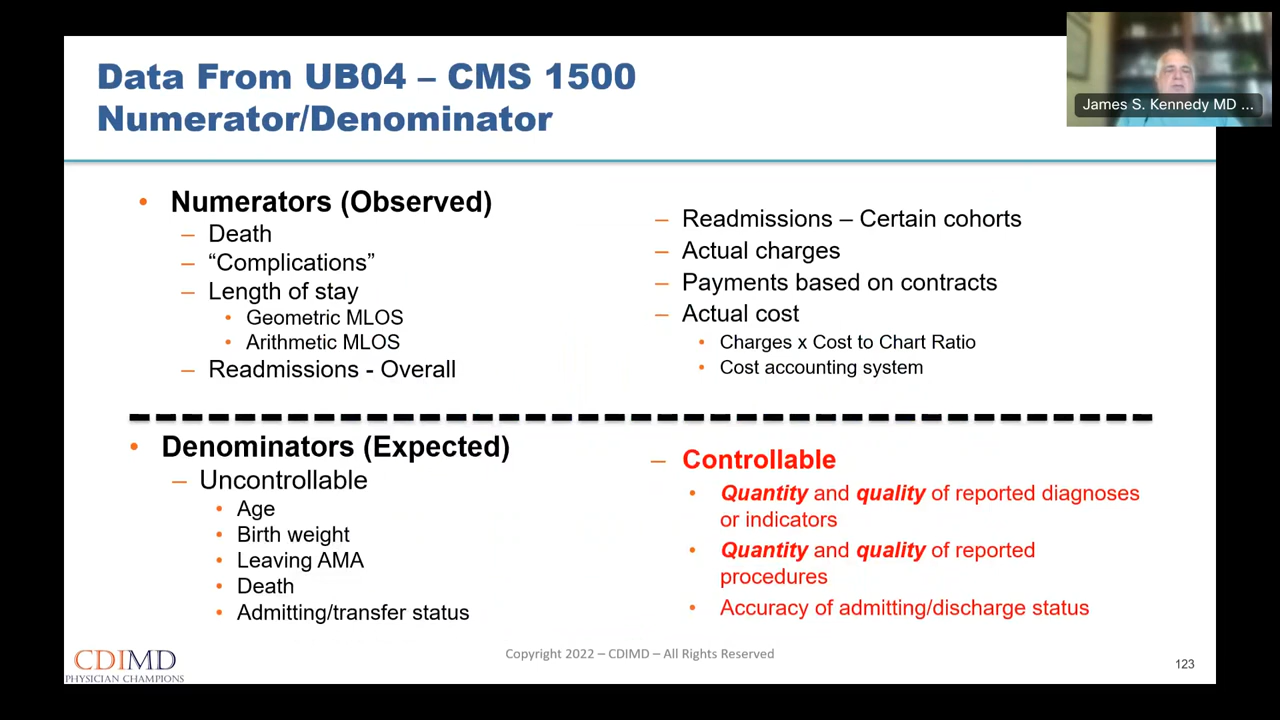 Data From UB04 – CMS 1500
Numerator/Denominator
James S. Kennedy MD ...
• Numerators (Observed)
– Death
– “Complications”
– Length of stay
• Geometric MLOS
• Arithmetic MLOS
– Readmissions - Overall
– Readmissions – Certain cohorts
– Actual charges
– Payments based on contracts
– Actual cost
• Charges x Cost to Chart Ratio
• Cost accounting system
• Denominators (Expected)
– Uncontrollable
• Age
• Birth weight
• Leaving AMA
• Death
• Admitting/transfer status
– Controllable
• Quantity and quality of reported diagnoses
or indicators
• Quantity and quality of reported
procedures
• Accuracy of admitting/discharge status
CDIMD
PHYSICIAN CHAMPIONS
Copyright 2022 – CDIMD – All Rights Reserved
123